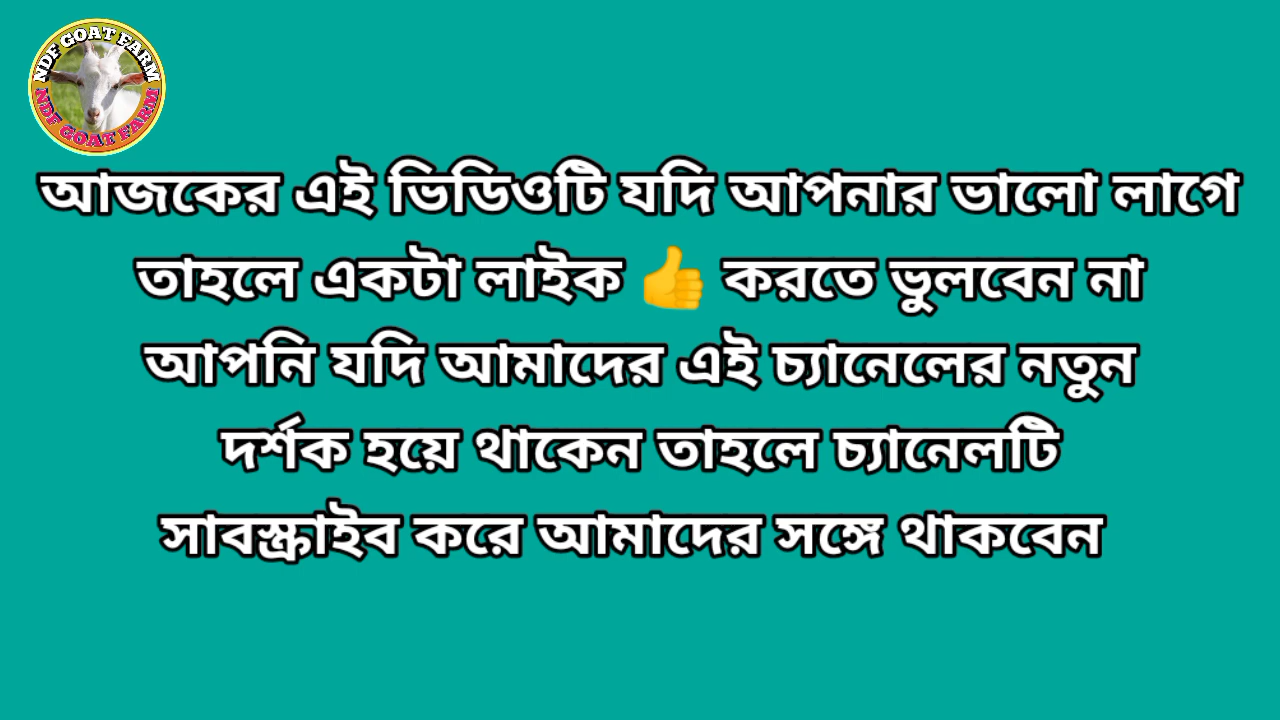 NDF GOAT FARM
NDF GOAT FARM
আজকের এই ভিডিওটি যদি আপনার ভালো লাগে
তাহলে একটা লাইক 👍 করতে ভুলবেন না
আপনি যদি আমাদের এই চ্যানেলের নতুন
দর্শক হয়ে থাকেন তাহলে চ্যানেলটি
সাবস্ক্রাইব করে আমাদের সঙ্গে থাকবেন